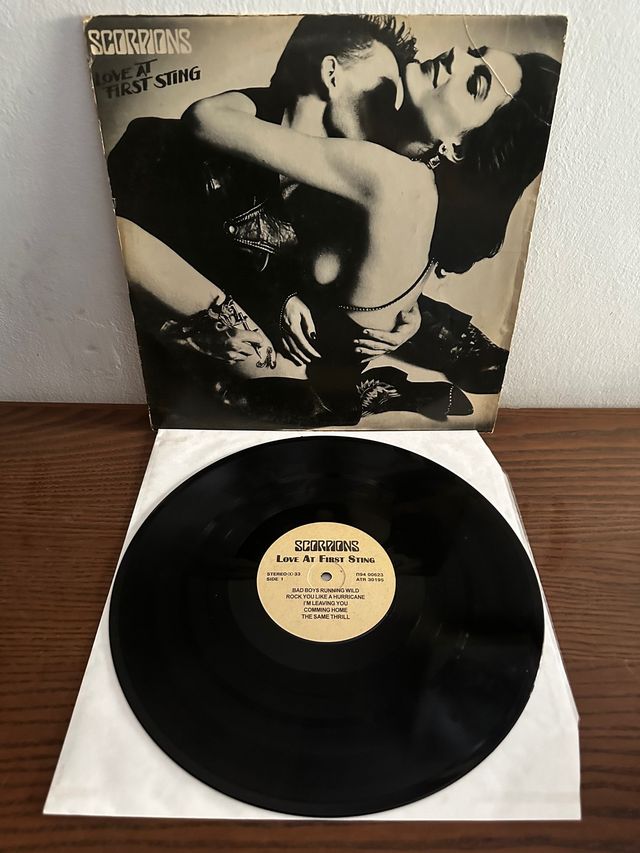 SCORPIONS
LOVE AT
FIRST STING
SCORPIONS
LOVE AT FIRST STING
STEREO 33
SIDE 1
П94 00623
ATR 30195
BAD BOYS RUNNING WILD
ROCK YOU LIKE A HURRICANE
I'M LEAVING YOU
COMMING HOME
THE SAME THRILL